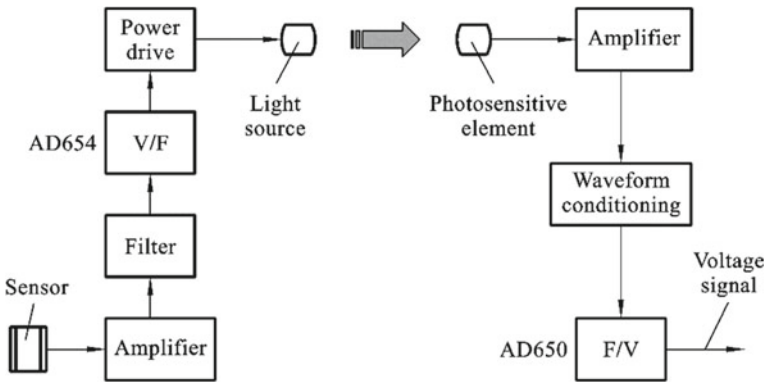 Power
drive
Amplifier
Light
source
Photosensitive
element
AD654
V/F
Waveform
conditioning
Filter
Sensor
Voltage
signal
Amplifier
AD650
F/V